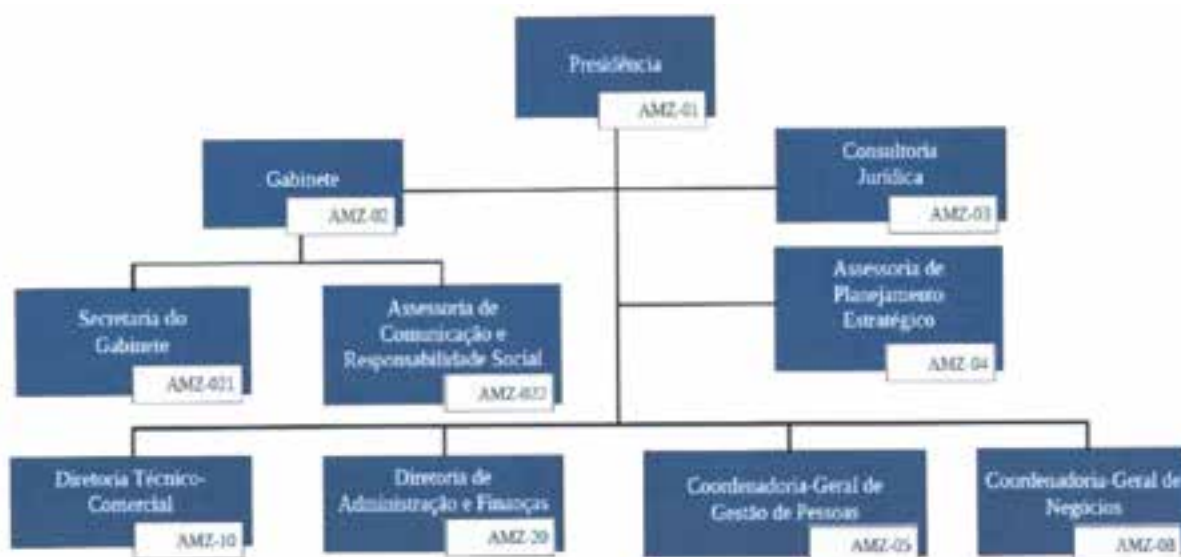 Presidência
AMZ-01
Gabinete
AMZ-02
Consultoria
Jurídica
AMZ-03
Assessoria de
Planejamento
Estratégico
AMZ-04
Secretaria do
Gabinete
AMZ-021
Assessoria de
Comunicação e
Responsabilidade Social
AMZ-022
Diretoria Técnico-
Comercial
AMZ-10
Diretoria de
Administração e Finanças
AMZ-20
Coordenadoria-Geral de
Gestão de Pessoas
AMZ-05
Coordenadoria-Geral de
Negócios
AMZ-08